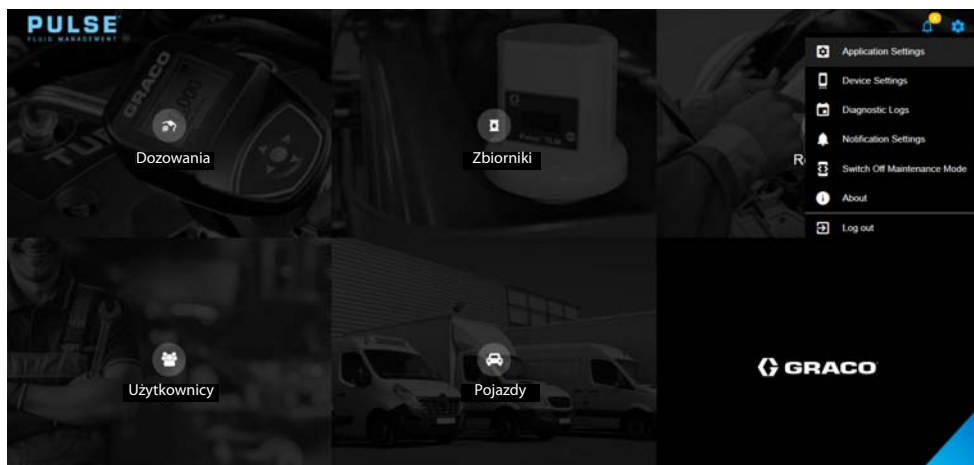 PULSE
FLUID MANAGEMENT
GRACO
Dozowania
Zbiorniki
R
Application Settings
Device Settings
Diagnostic Logs
Notification Settings
Switch Off Maintenance Mode
About
Log out
Użytkownicy
Pojazdy
GRACO